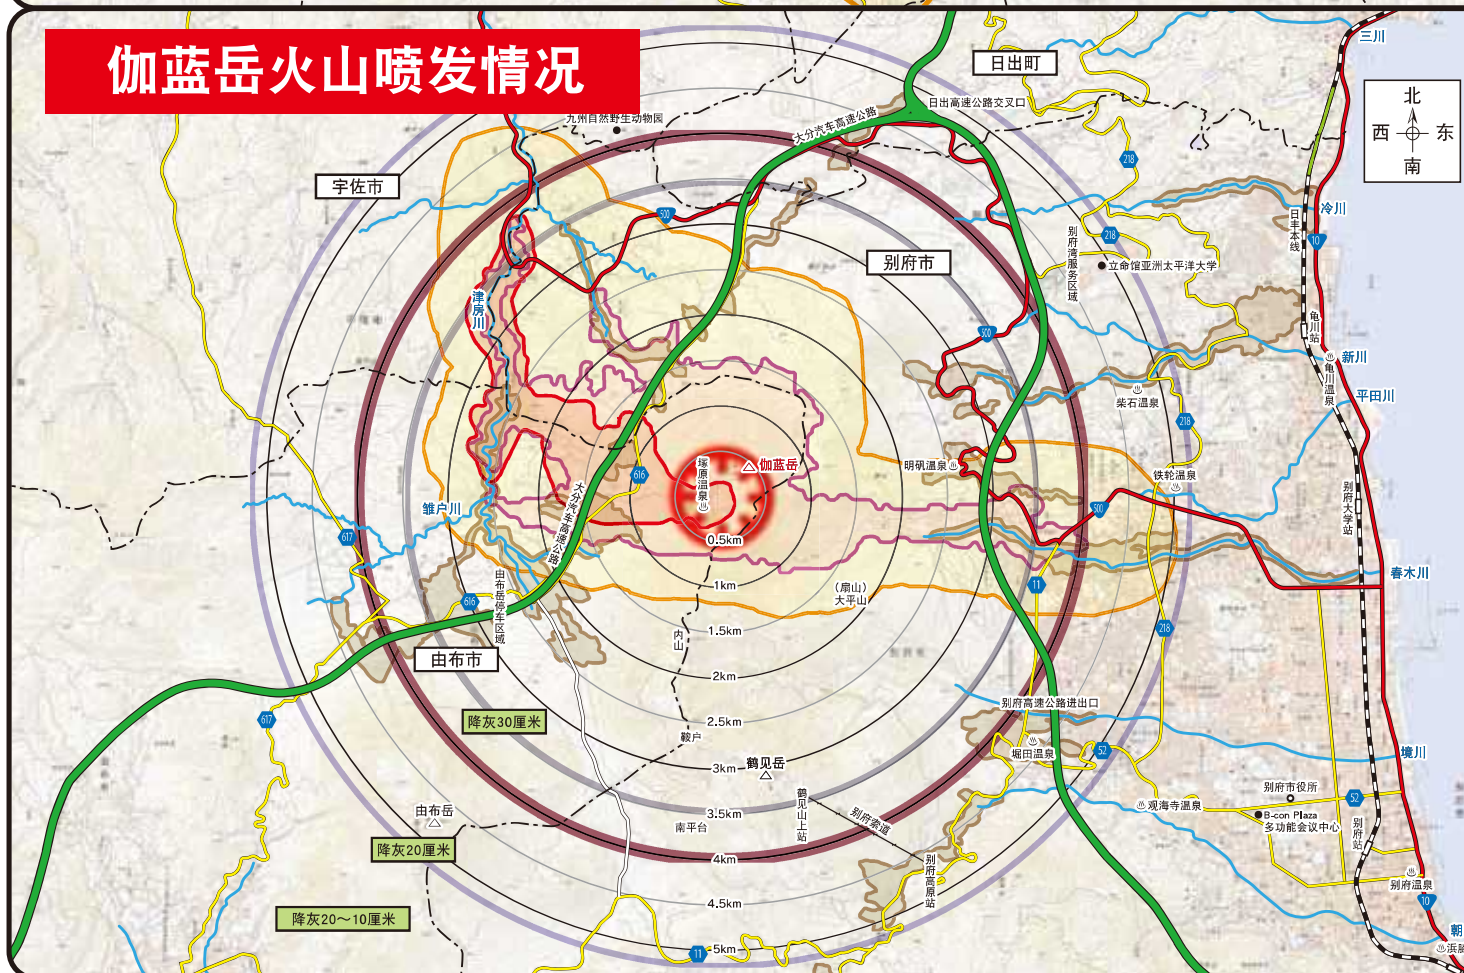 伽蓝岳火山喷发情况
日出町
三川
北
西 东
南
九州自然野生动物园
大分汽车高速公路
日出高速公路交叉口
宇佐市
218
500
冷川
日丰本线
10
218
别府市
别府湾服务区域
立命馆亚洲太平洋大学
津房川
500
龟川站
新川
龟川温泉
平田川
柴石温泉
218
伽蓝岳
塚原温泉
616
明矾温泉
铁轮温泉
500
别府大学站
雏户川
617
大分汽车高速公路
0.5km
1km
(扇山)
大平山
11
春木川
由布岳停车区域
616
1.5km
内山
218
由布市
2km
别府高速公路进出口
617
降灰30厘米
2.5km
鞍户
3km
鹤见岳
堀田温泉
52
境川
别府市役所
52
观海寺温泉
B-con Plaza
多功能会议中心
别府站
由布岳
3.5km
鹤见山上站
别府索道
南平台
降灰20厘米
4km
别府高原站
别府温泉
4.5km
10
降灰20～10厘米
朝
11
5km
浜脇